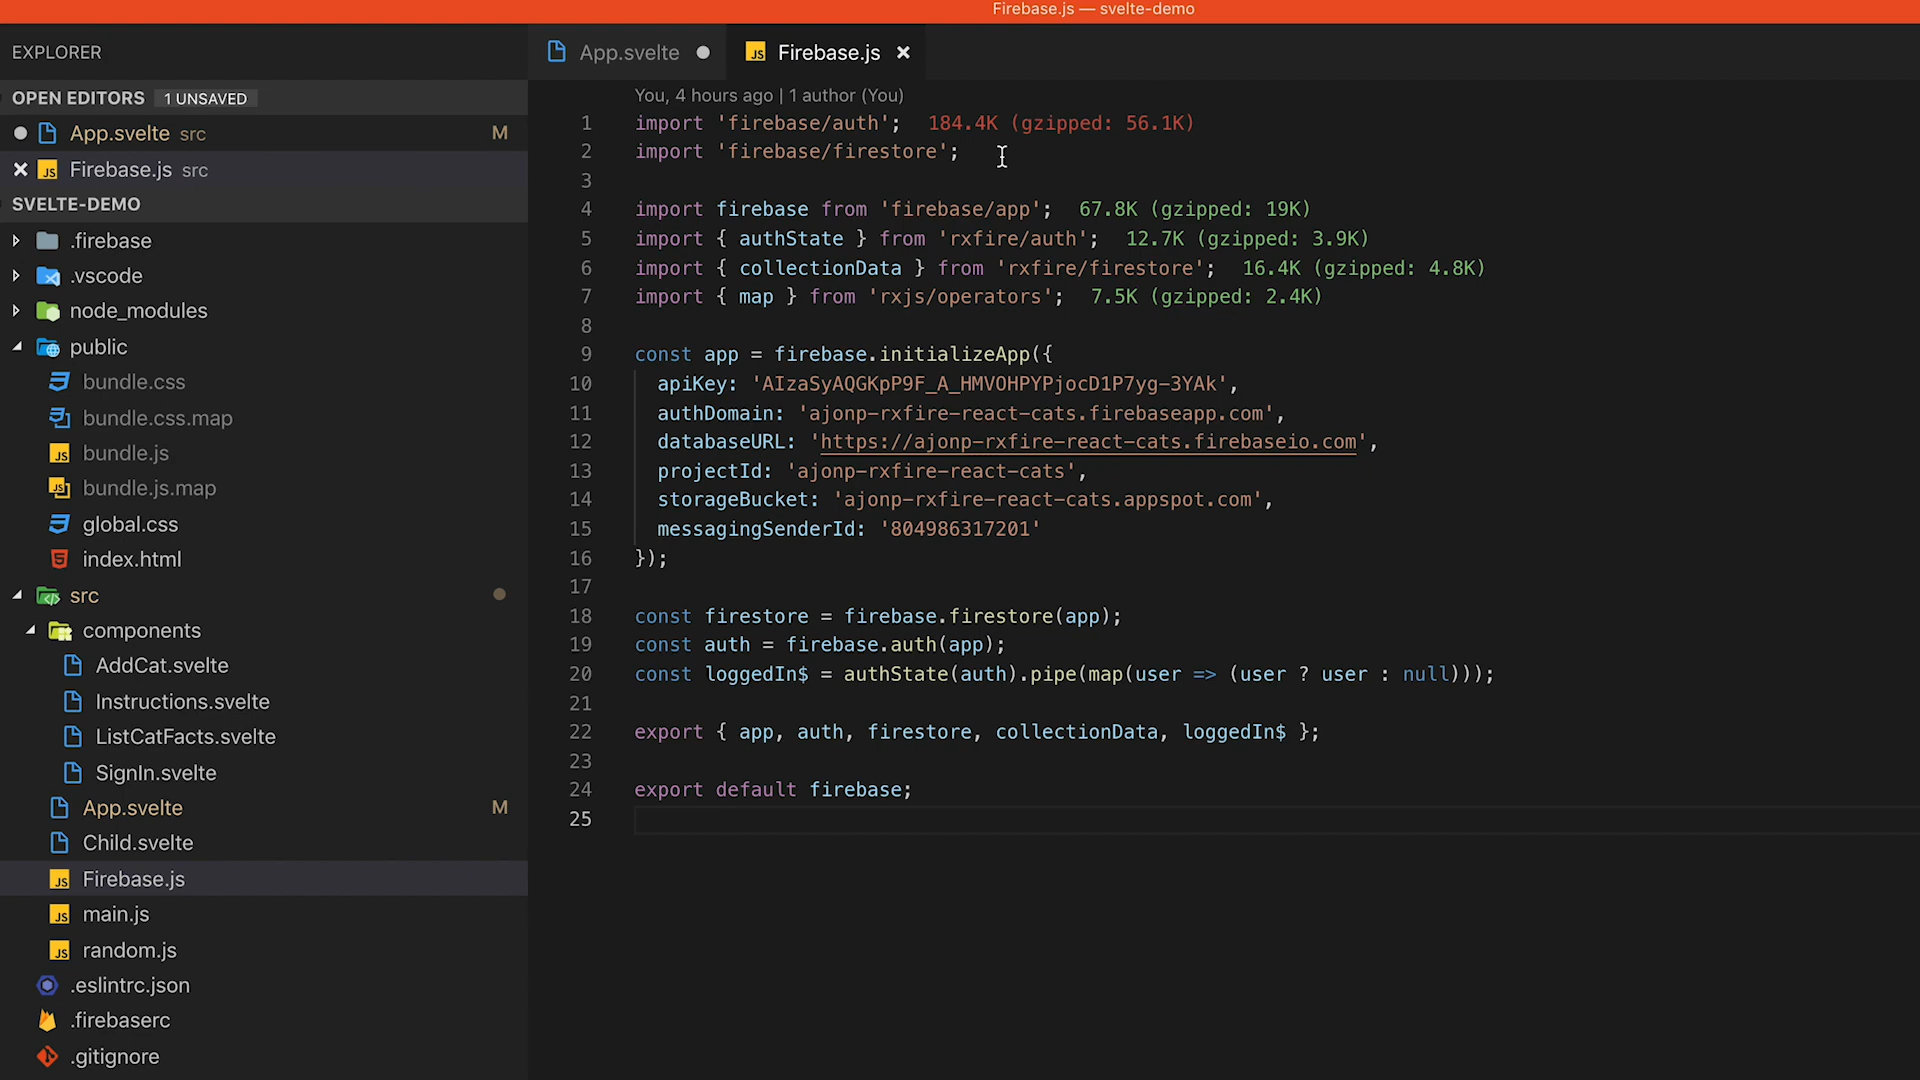 Firebase.js — svelte-demo
EXPLORER
OPEN EDITORS 1 UNSAVED
App.svelte src M
Firebase.js src
SVELTE-DEMO
.firebase
.vscode
node_modules
public
bundle.css
bundle.css.map
bundle.js
bundle.js.map
global.css
index.html
src
components
AddCat.svelte
Instructions.svelte
ListCatFacts.svelte
SignIn.svelte
App.svelte M
Child.svelte
Firebase.js
main.js
random.js
.eslintrc.json
.firebaserc
.gitignore
App.svelte Firebase.js
You, 4 hours ago | 1 author (You)
1 import 'firebase/auth'; 184.4K (gzipped: 56.1K)
2 import 'firebase/firestore';
3
4 import firebase from 'firebase/app'; 67.8K (gzipped: 19K)
5 import { authState } from 'rxfire/auth'; 12.7K (gzipped: 3.9K)
6 import { collectionData } from 'rxfire/firestore'; 16.4K (gzipped: 4.8K)
7 import { map } from 'rxjs/operators'; 7.5K (gzipped: 2.4K)
8
9 const app = firebase.initializeApp({
10 apiKey: 'AIzaSyAQGKpP9F_A_HMVOHPYPjocD1P7yg-3YAk',
11 authDomain: 'ajonp-rxfire-react-cats.firebaseapp.com',
12 databaseURL: 'https://ajonp-rxfire-react-cats.firebaseio.com',
13 projectId: 'ajonp-rxfire-react-cats',
14 storageBucket: 'ajonp-rxfire-react-cats.appspot.com',
15 messagingSenderId: '804986317201'
16 });
17
18 const firestore = firebase.firestore(app);
19 const auth = firebase.auth(app);
20 const loggedIn$ = authState(auth).pipe(map(user => (user ? user : null)));
21
22 export { app, auth, firestore, collectionData, loggedIn$ };
23
24 export default firebase;
25